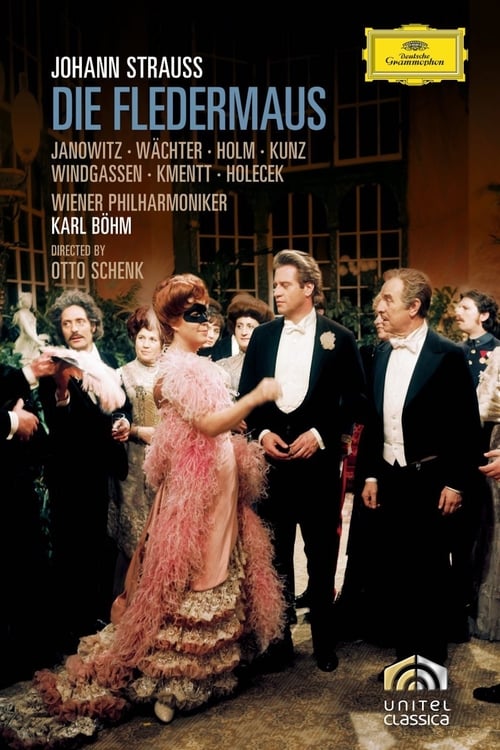 Deutsche
Grammophon
JOHANN STRAUSS
DIE FLEDERMAUS
JANOWITZ · WÄCHTER · HOLM · KUNZ
WINDGASSEN · KMENTT · HOLECEK
WIENER PHILHARMONIKER
KARL BÖHM
DIRECTED BY
OTTO SCHENK
UNITEL
CLASSICA